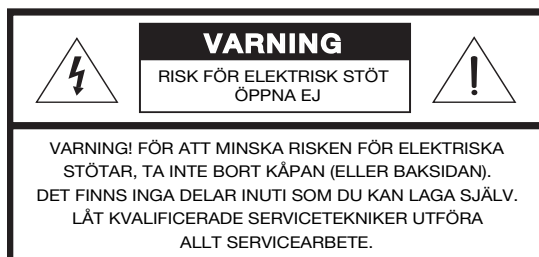 VARNING
RISK FÖR ELEKTRISK STÖT
ÖPPNA EJ
VARNING! FÖR ATT MINSKA RISKEN FÖR ELEKTRISKA
STÖTAR, TA INTE BORT KÅPAN (ELLER BAKSIDAN).
DET FINNS INGA DELAR INUTI SOM DU KAN LAGA SJÄLV.
LÅT KVALIFICERADE SERVICETEKNIKER UTFÖRA
ALLT SERVICEARBETE.